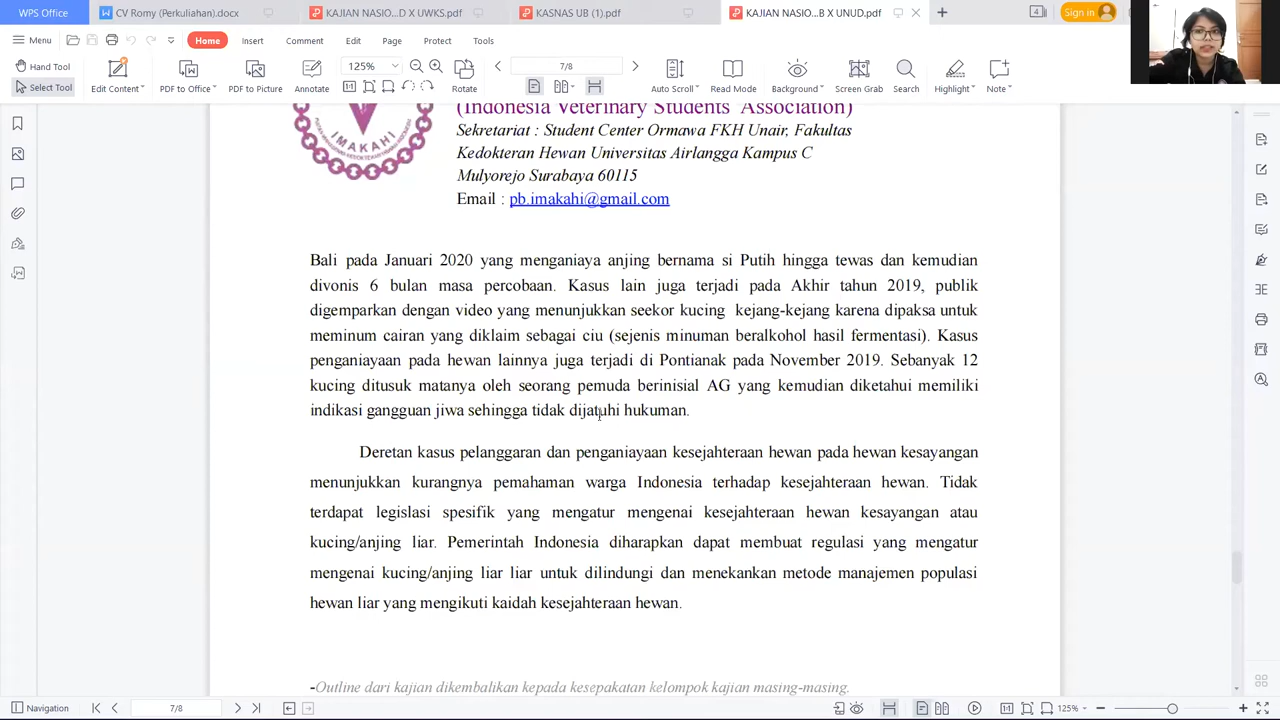 WPS Office
CV Romy (Perkuliahan).docx
KAJIAN NASIO...D X UWKS.pdf
KASNAS UB (1).pdf
KAJIAN NASIO...B X UNUD.pdf
4
Sign in
Menu
Home
Insert
Comment
Edit
Page
Protect
Tools
Hand Tool
Select Tool
Edit Content
PDF to Office
PDF to Picture
Annotate
125%
Rotate
7/8
Auto Scroll
Read Mode
Background
Screen Grab
Search
Highlight
Note
IMAKAHI
(Indonesia Veterinary Students' Association)
Sekretariat : Student Center Ormawa FKH Unair, Fakultas
Kedokteran Hewan Universitas Airlangga Kampus C
Mulyorejo Surabaya 60115
Email : pb.imakahi@gmail.com
Bali pada Januari 2020 yang menganiaya anjing bernama si Putih hingga tewas dan kemudian
divonis 6 bulan masa percobaan. Kasus lain juga terjadi pada Akhir tahun 2019, publik
digemparkan dengan video yang menunjukkan seekor kucing kejang-kejang karena dipaksa untuk
meminum cairan yang diklaim sebagai ciu (sejenis minuman beralkohol hasil fermentasi). Kasus
penganiayaan pada hewan lainnya juga terjadi di Pontianak pada November 2019. Sebanyak 12
kucing ditusuk matanya oleh seorang pemuda berinisial AG yang kemudian diketahui memiliki
indikasi gangguan jiwa sehingga tidak dijatuhi hukuman.
Deretan kasus pelanggaran dan penganiayaan kesejahteraan hewan pada hewan kesayangan
menunjukkan kurangnya pemahaman warga Indonesia terhadap kesejahteraan hewan. Tidak
terdapat legislasi spesifik yang mengatur mengenai kesejahteraan hewan kesayangan atau
kucing/anjing liar. Pemerintah Indonesia diharapkan dapat membuat regulasi yang mengatur
mengenai kucing/anjing liar liar untuk dilindungi dan menekankan metode manajemen populasi
hewan liar yang mengikuti kaidah kesejahteraan hewan.
-Outline dari kajian dikembalikan kepada kesepakatan kelompok kajian masing-masing.
Navigation
7/8
125%